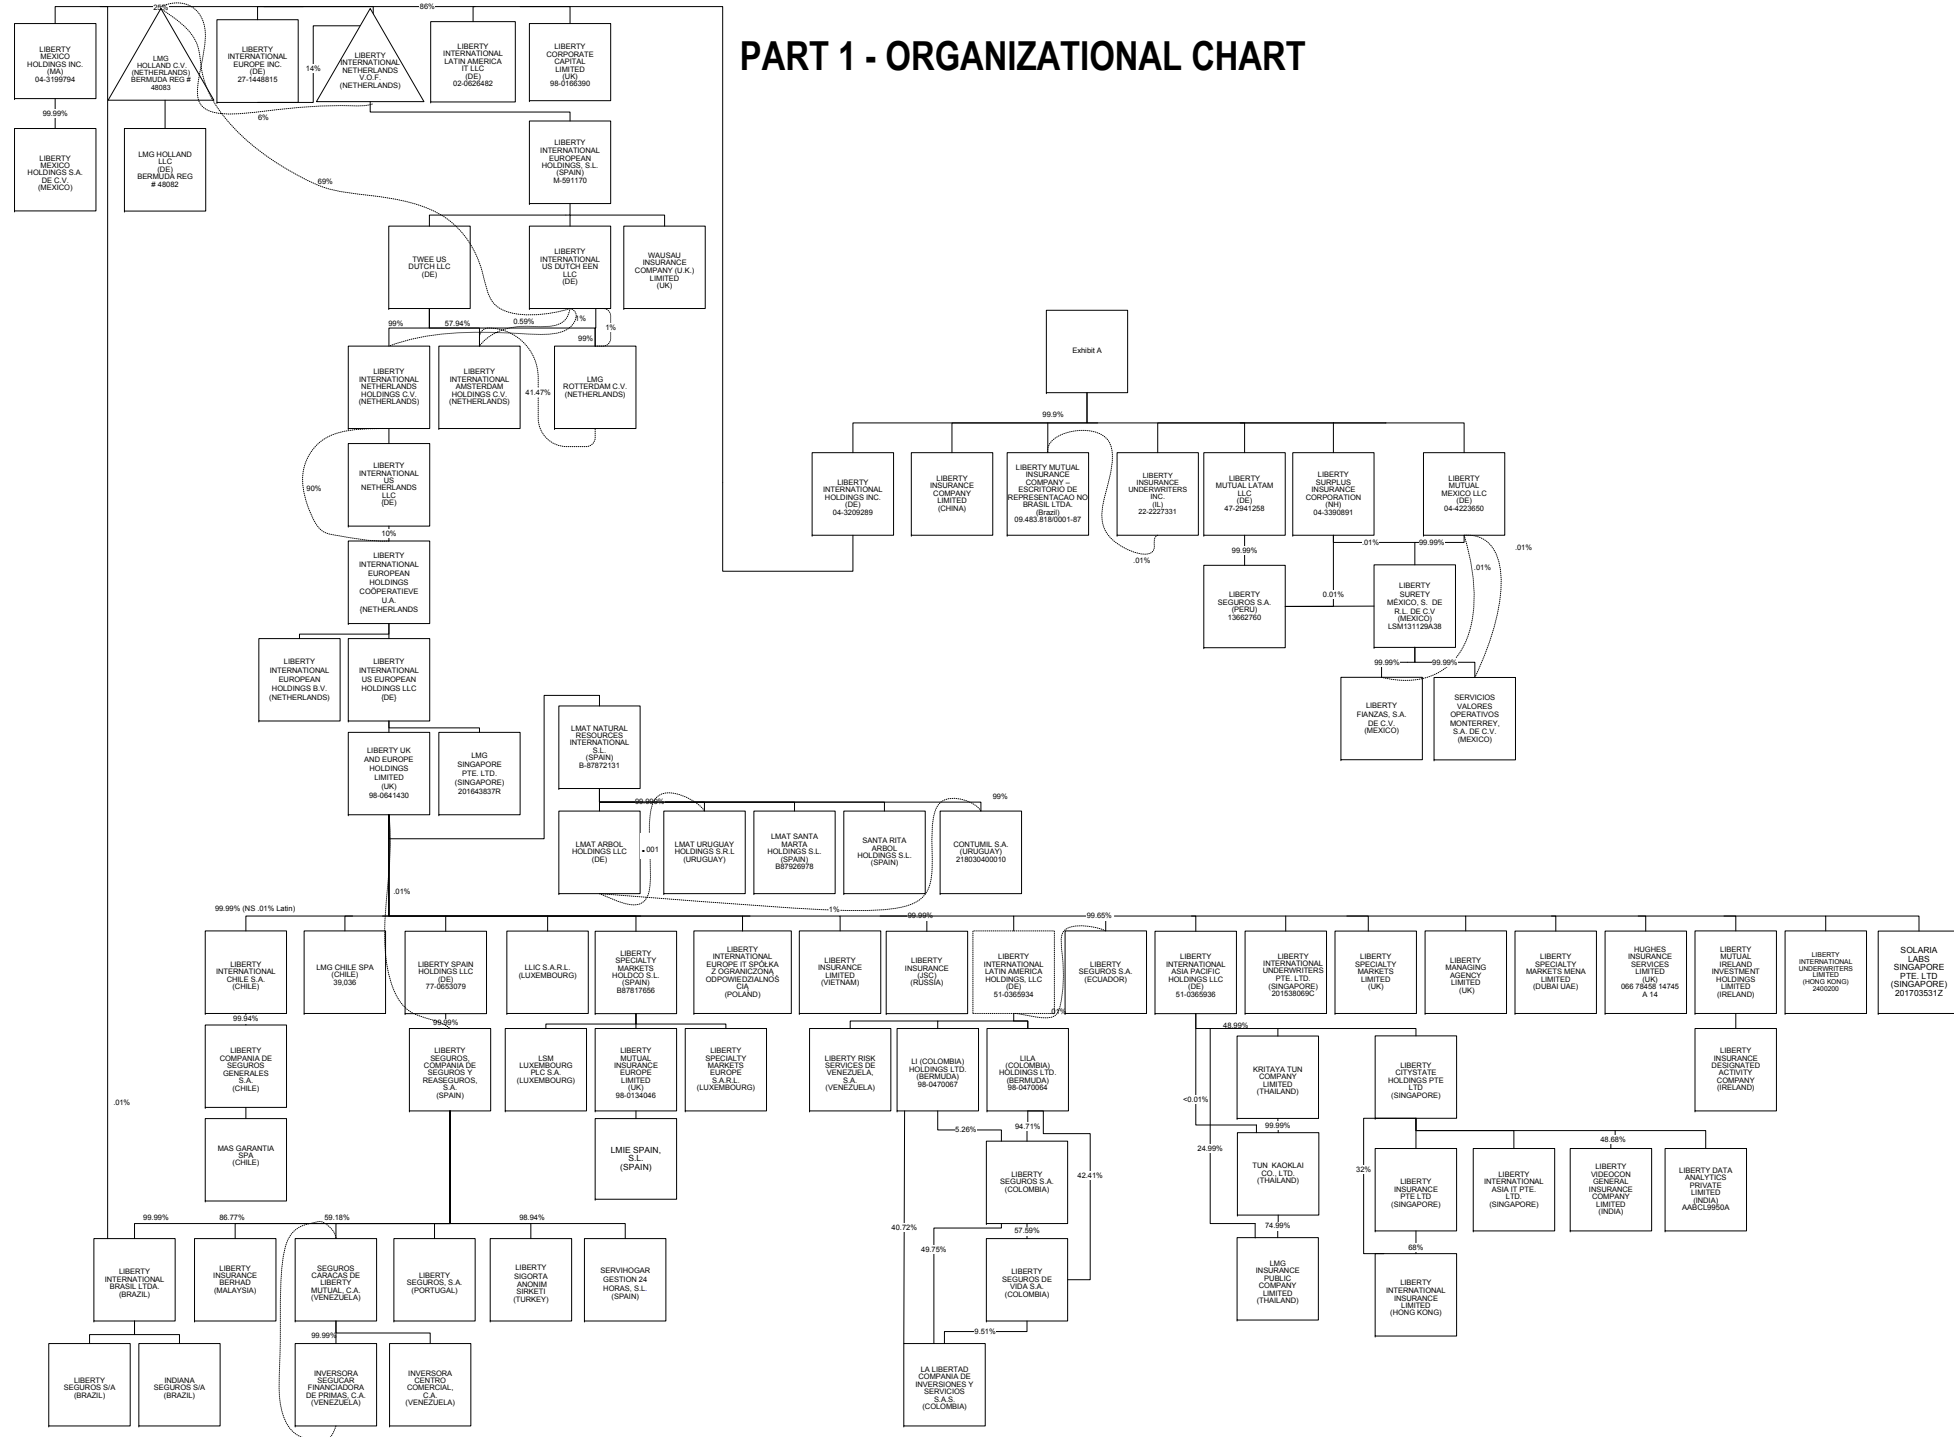 PART 1 - ORGANIZATIONAL CHART
25%
86%
LIBERTY
MEXICO
HOLDINGS INC.
(MA)
04-3199794
LMG
HOLLAND C.V.
(NETHERLANDS)
BERMUDA REG #
48083
LIBERTY
INTERNATIONAL
EUROPE INC.
(DE)
27-1448815
14%
LIBERTY
INTERNATIONAL
NETHERLANDS
V.O.F.
(NETHERLANDS)
LIBERTY
INTERNATIONAL
LATIN AMERICA
IT LLC
(DE)
02-0626482
LIBERTY
CORPORATE
CAPITAL
LIMITED
(UK)
98-0166390
99.99%
6%
LIBERTY
MEXICO
HOLDINGS S.A.
DE C.V.
(MEXICO)
LMG HOLLAND
LLC
(DE)
BERMUDA REG
# 48082
LIBERTY
INTERNATIONAL
EUROPEAN
HOLDINGS, S.L.
(SPAIN)
M-591170
69%
TWEE US
DUTCH LLC
(DE)
LIBERTY
INTERNATIONAL
US DUTCH EEN
LLC
(DE)
WAUSAU
INSURANCE
COMPANY (U.K.)
LIMITED
(UK)
99%
57.94%
0.59%
1%
1%
99%
LIBERTY
INTERNATIONAL
NETHERLANDS
HOLDINGS C.V.
(NETHERLANDS)
LIBERTY
INTERNATIONAL
AMSTERDAM
HOLDINGS C.V.
(NETHERLANDS)
41.47%
LMG
ROTTERDAM C.V.
(NETHERLANDS)
Exhibit A
99.9%
LIBERTY
INTERNATIONAL
US
NETHERLANDS
LLC
(DE)
90%
10%
LIBERTY
INTERNATIONAL
HOLDINGS INC.
(DE)
04-3209289
LIBERTY
INSURANCE
COMPANY
LIMITED
(CHINA)
LIBERTY MUTUAL
INSURANCE
COMPANY –
ESCRITORIO DE
REPRESENTACAO NO
BRASIL LTDA.
(Brazil)
09.483.818/0001-87
LIBERTY
INSURANCE
UNDERWRITERS
INC.
(IL)
22-2227331
LIBERTY
MUTUAL LATAM
LLC
(DE)
47-2941258
LIBERTY
SURPLUS
INSURANCE
CORPORATION
(NH)
04-3390891
LIBERTY
MUTUAL
MEXICO LLC
(DE)
04-4223650
.01%
99.99%
.01%
99.99%
.01%
.01%
LIBERTY
SEGUROS S.A.
(PERU)
13662760
0.01%
LIBERTY
SURETY
MÉXICO, S. DE
R.L. DE C.V
(MEXICO)
LSM131129A38
99.99%
99.99%
LIBERTY
FIANZAS, S.A.
DE C.V.
(MEXICO)
SERVICIOS
VALORES
OPERATIVOS
MONTERREY,
S.A. DE C.V.
(MEXICO)
LIBERTY
INTERNATIONAL
EUROPEAN
HOLDINGS
COÖPERATIEVE
U.A.
(NETHERLANDS
LIBERTY
INTERNATIONAL
EUROPEAN
HOLDINGS B.V.
(NETHERLANDS)
LIBERTY
INTERNATIONAL
US EUROPEAN
HOLDINGS LLC
(DE)
LIBERTY UK
AND EUROPE
HOLDINGS
LIMITED
(UK)
98-0641430
LMG
SINGAPORE
PTE. LTD.
(SINGAPORE)
201643837R
LMAT NATURAL
RESOURCES
INTERNATIONAL
S.L.
(SPAIN)
B-87872131
99.999%
99%
LMAT ARBOL
HOLDINGS LLC
(DE)
.001
LMAT URUGUAY
HOLDINGS S.R.L
(URUGUAY)
LMAT SANTA
MARTA
HOLDINGS S.L.
(SPAIN)
B87926978
SANTA RITA
ARBOL
HOLDINGS S.L.
(SPAIN)
CONTUMIL S.A.
(URUGUAY)
218030400010
.01%
1%
99.99% (NS .01% Latin)
99.99%
99.65%
LIBERTY
INTERNATIONAL
CHILE S.A.
(CHILE)
LMG CHILE SPA
(CHILE)
39,036
LIBERTY SPAIN
HOLDINGS LLC
(DE)
77-0653079
LLIC S.A.R.L.
(LUXEMBOURG)
LIBERTY
SPECIALTY
MARKETS
HOLDCO S.L.
(SPAIN)
B87817656
LIBERTY
INTERNATIONAL
EUROPE IT SPÓŁKA
Z OGRANICZONĄ
ODPOWIEDZIALNOŚ
CIĄ
(POLAND)
LIBERTY
INSURANCE
LIMITED
(VIETNAM)
LIBERTY
INSURANCE
(JSC)
(RUSSIA)
LIBERTY
INTERNATIONAL
LATIN AMERICA
HOLDINGS, LLC
(DE)
51-0365934
LIBERTY
SEGUROS S.A.
(ECUADOR)
LIBERTY
INTERNATIONAL
ASIA PACIFIC
HOLDINGS LLC
(DE)
51-0365936
LIBERTY
INTERNATIONAL
UNDERWRITERS
PTE. LTD.
(SINGAPORE)
201538069C
LIBERTY
SPECIALTY
MARKETS
LIMITED
(UK)
LIBERTY
MANAGING
AGENCY
LIMITED
(UK)
LIBERTY
SPECIALTY
MARKETS MENA
LIMITED
(DUBAI UAE)
HUGHES
INSURANCE
SERVICES
LIMITED
(UK)
066 78458 14745
A 14
LIBERTY
MUTUAL
IRELAND
INVESTMENT
HOLDINGS
LIMITED
(IRELAND)
LIBERTY
INTERNATIONAL
UNDERWRITERS
LIMITED
(HONG KONG)
2400200
SOLARIA
LABS
SINGAPORE
PTE. LTD
(SINGAPORE)
201703531Z
99.94%
99.99%
.01%
48.99%
LIBERTY
COMPANIA DE
SEGUROS
GENERALES
S.A.
(CHILE)
LIBERTY
SEGUROS,
COMPANIA DE
SEGUROS Y
REASEGUROS,
S.A.
(SPAIN)
LSM
LUXEMBOURG
PLC S.A.
(LUXEMBOURG)
LIBERTY
MUTUAL
INSURANCE
EUROPE
LIMITED
(UK)
98-0134046
LIBERTY
SPECIALTY
MARKETS
EUROPE
S.A.R.L.
(LUXEMBOURG)
LIBERTY RISK
SERVICES DE
VENEZUELA,
S.A.
(VENEZUELA)
LI (COLOMBIA)
HOLDINGS LTD.
(BERMUDA)
98-0470067
LILA
(COLOMBIA)
HOLDINGS LTD.
(BERMUDA)
98-0470064
KRITAYA TUN
COMPANY
LIMITED
(THAILAND)
LIBERTY
CITYSTATE
HOLDINGS PTE
LTD
(SINGAPORE)
LIBERTY
INSURANCE
DESIGNATED
ACTIVITY
COMPANY
(IRELAND)
.01%
<0.01%
5.26%
94.71%
99.99%
48.68%
MAS GARANTIA
SPA
(CHILE)
LMIE SPAIN,
S.L.
(SPAIN)
LIBERTY
SEGUROS S.A.
(COLOMBIA)
42.41%
24.99%
TUN KAOKLAI
CO., LTD.
(THAILAND)
32%
LIBERTY
INSURANCE
PTE LTD
(SINGAPORE)
LIBERTY
INTERNATIONAL
ASIA IT PTE.
LTD.
(SINGAPORE)
LIBERTY
VIDEOCON
GENERAL
INSURANCE
COMPANY
LIMITED
(INDIA)
LIBERTY DATA
ANALYTICS
PRIVATE
LIMITED
(INDIA)
AABCL9950A
99.99%
86.77%
59.18%
98.94%
40.72%
49.75%
57.59%
74.99%
68%
LIBERTY
INTERNATIONAL
BRASIL LTDA.
(BRAZIL)
LIBERTY
INSURANCE
BERHAD
(MALAYSIA)
SEGUROS
CARACAS DE
LIBERTY
MUTUAL, C.A.
(VENEZUELA)
LIBERTY
SEGUROS, S.A.
(PORTUGAL)
LIBERTY
SIGORTA
ANONIM
SIRKETI
(TURKEY)
SERVIHOGAR
GESTION 24
HORAS, S.L.
(SPAIN)
LIBERTY
SEGUROS DE
VIDA S.A.
(COLOMBIA)
LMG
INSURANCE
PUBLIC
COMPANY
LIMITED
(THAILAND)
LIBERTY
INTERNATIONAL
INSURANCE
LIMITED
(HONG KONG)
99.99%
9.51%
LIBERTY
SEGUROS S/A
(BRAZIL)
INDIANA
SEGUROS S/A
(BRAZIL)
INVERSORA
SEGUCAR
FINANCIADORA
DE PRIMAS, C.A.
(VENEZUELA)
INVERSORA
CENTRO
COMERCIAL,
C.A.
(VENEZUELA)
LA LIBERTAD
COMPANIA DE
INVERSIONES Y
SERVICIOS
S.A.S.
(COLOMBIA)